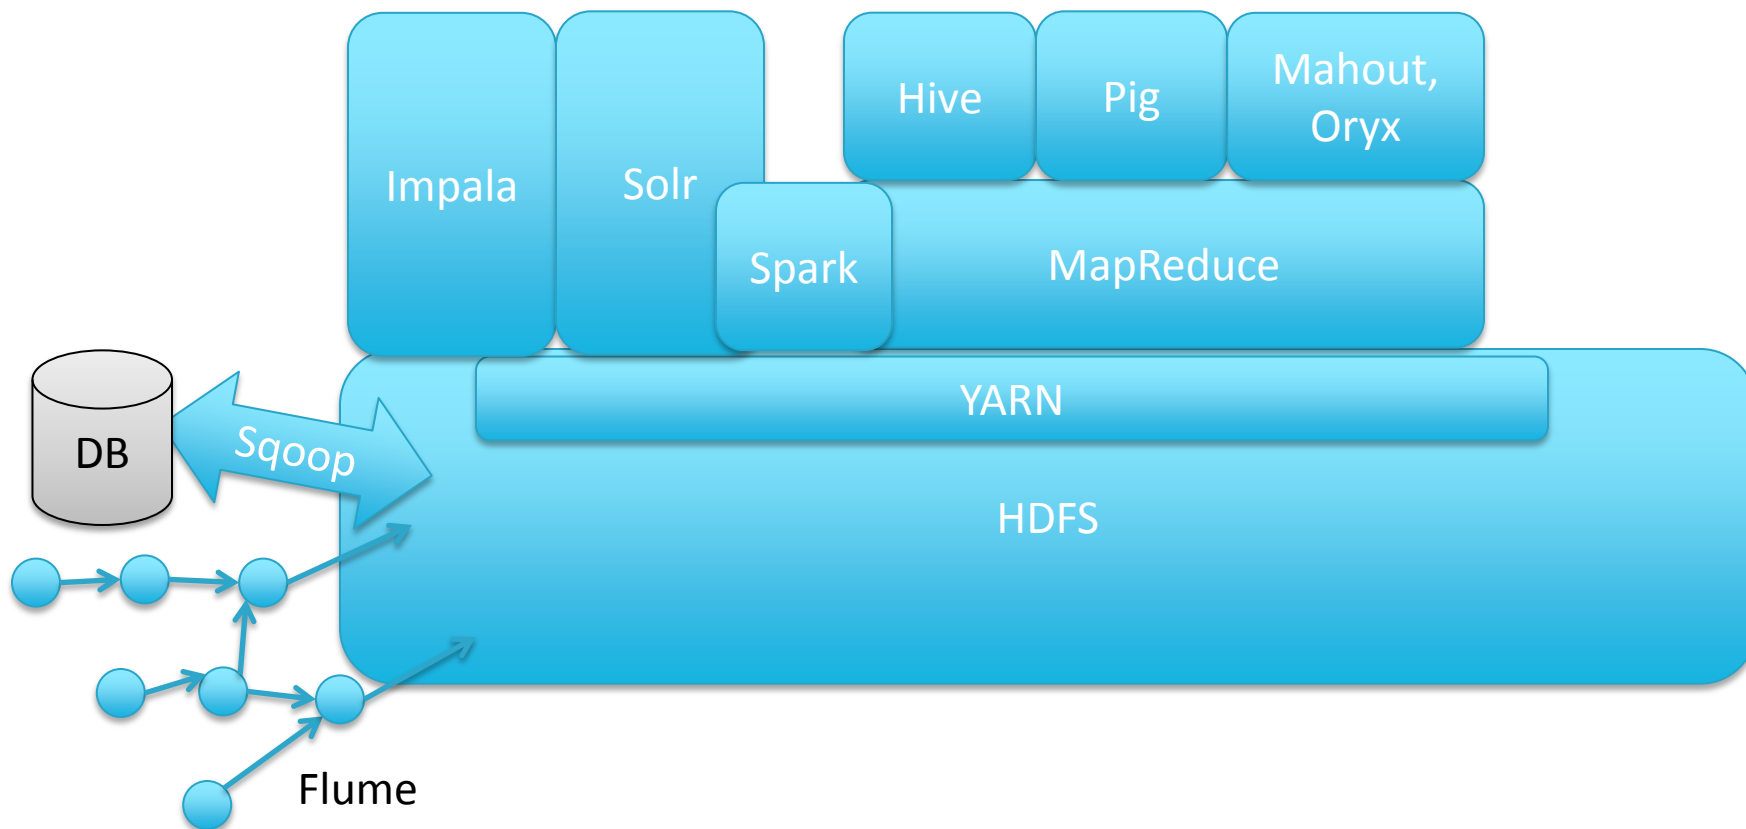 Impala
Solr
Hive
Pig
Mahout,
Oryx
Spark
MapReduce
YARN
DB
Sqoop
HDFS
Flume